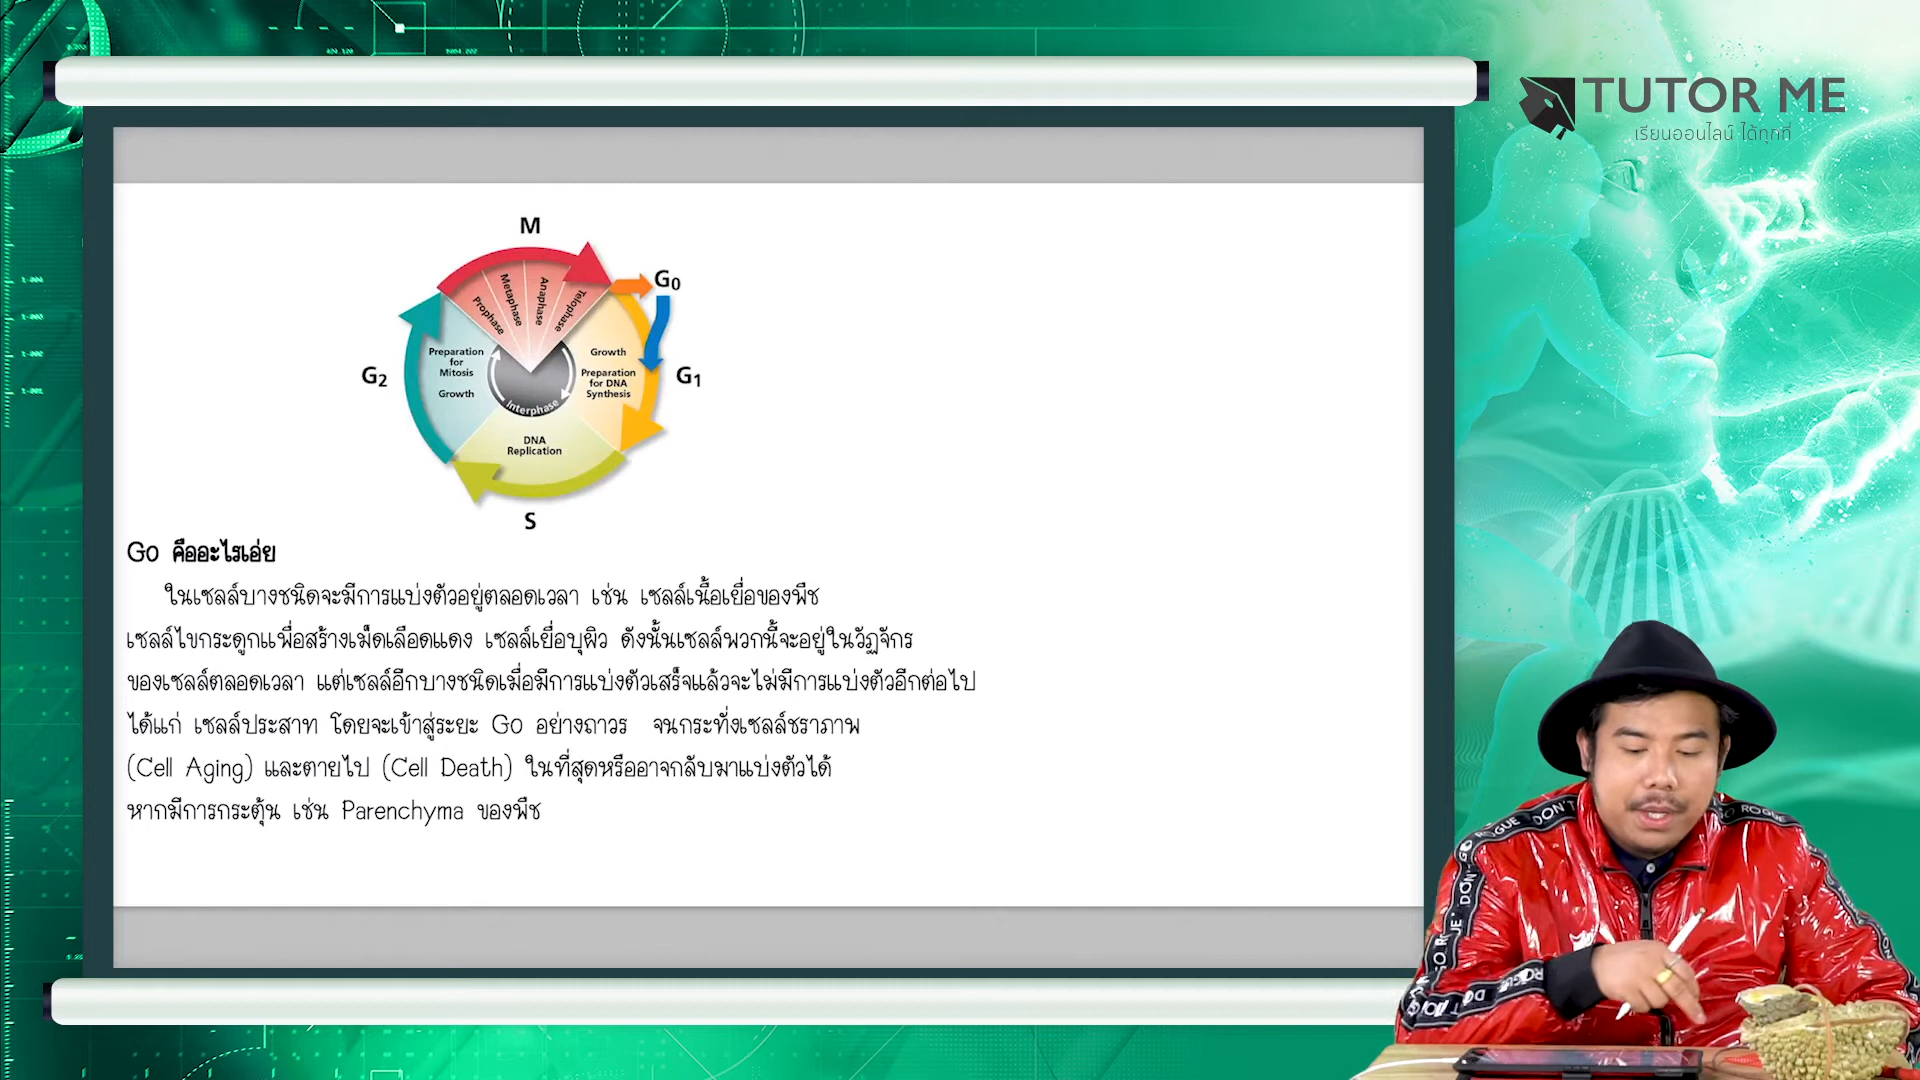 TUTOR ME
เรียนออนไลน์ ได้ทุกที่
M
Prophase
Metaphase
Anaphase
Telophase
G0
G1
Growth
Preparation
for DNA
Synthesis
G2
Preparation
for
Mitosis
Growth
Interphase
DNA
Replication
S
Go คืออะไรเอ่ย
ในเซลล์บางชนิดจะมีการแบ่งตัวอยู่ตลอดเวลา เช่น เซลล์เนื้อเยื่อของพืช
เซลล์ไขกระดูกเเพื่อสร้างเม็ดเลือดแดง เซลล์เยื่อบุผิว ดังนั้นเซลล์พวกนี้จะอยู่ในวัฏจักร
ของเซลล์ตลอดเวลา แต่เซลล์อีกบางชนิดเมื่อมีการแบ่งตัวเสร็จแล้วจะไม่มีการแบ่งตัวอีกต่อไป
ได้แก่ เซลล์ประสาท โดยจะเข้าสู่ระยะ Go อย่างถาวร จนกระทั่งเซลล์ชราภาพ
(Cell Aging) และตายไป (Cell Death) ในที่สุดหรืออาจกลับมาแบ่งตัวได้
หากมีการกระตุ้น เช่น Parenchyma ของพืช
DON'T
GO ROGUE